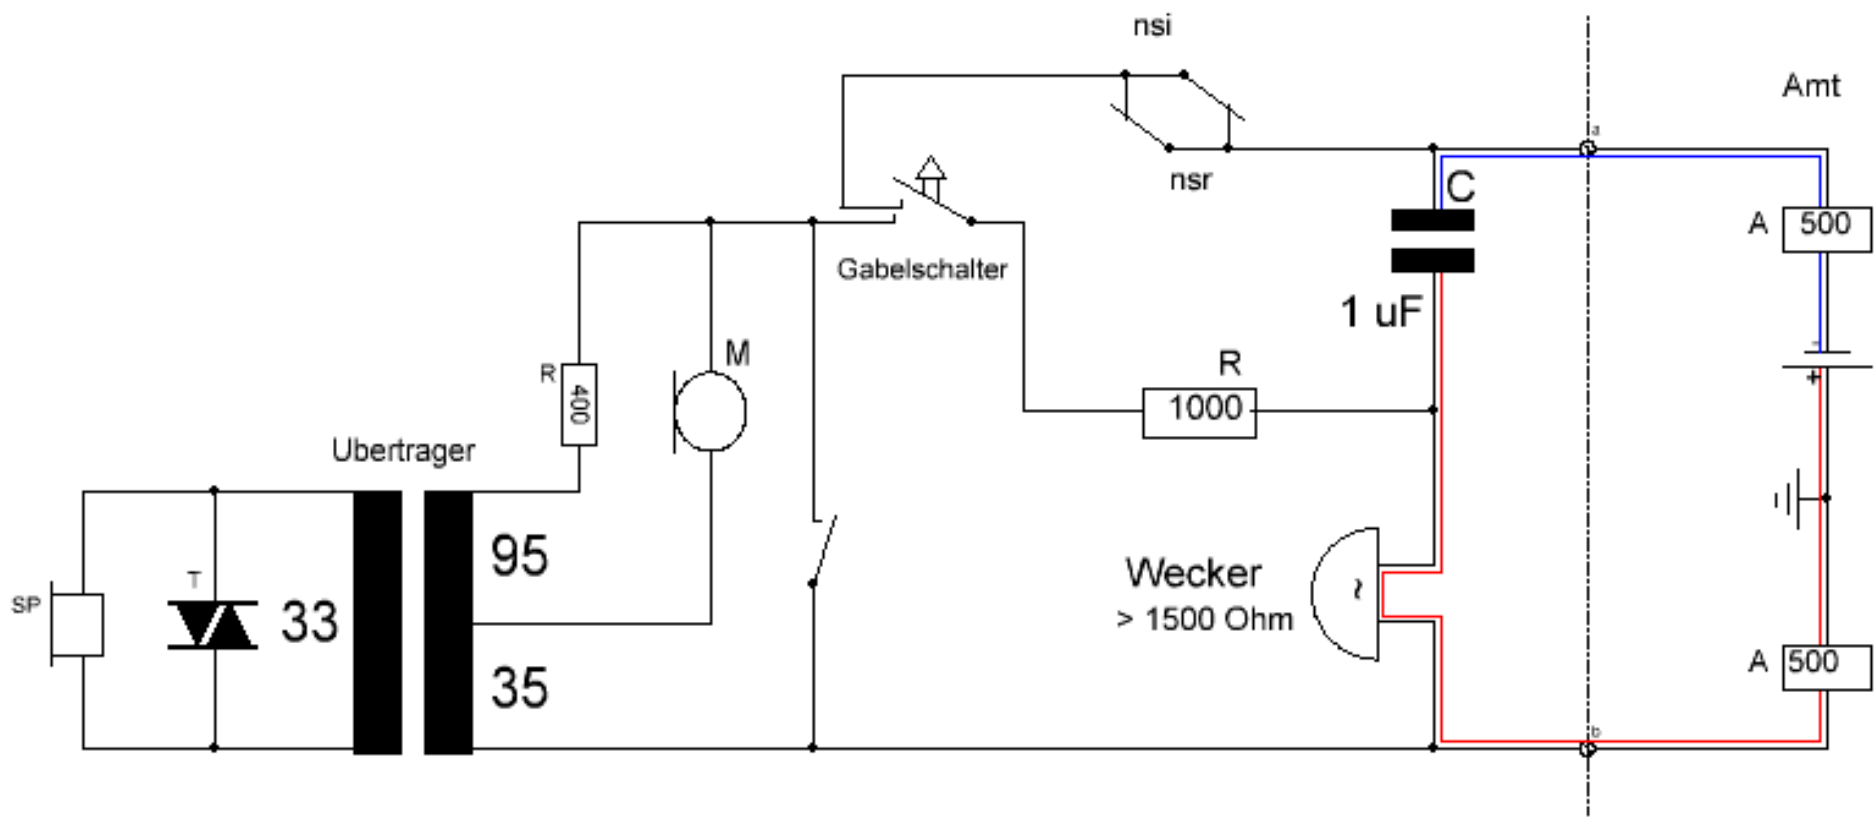 nsi
Amt
a
nsr
C
A 500
Gabelschalter
1 uF
-
+
R
M
R
1000
400
Ubertrager
95
Wecker
~
> 1500 Ohm
T
SP
33
35
A 500
b